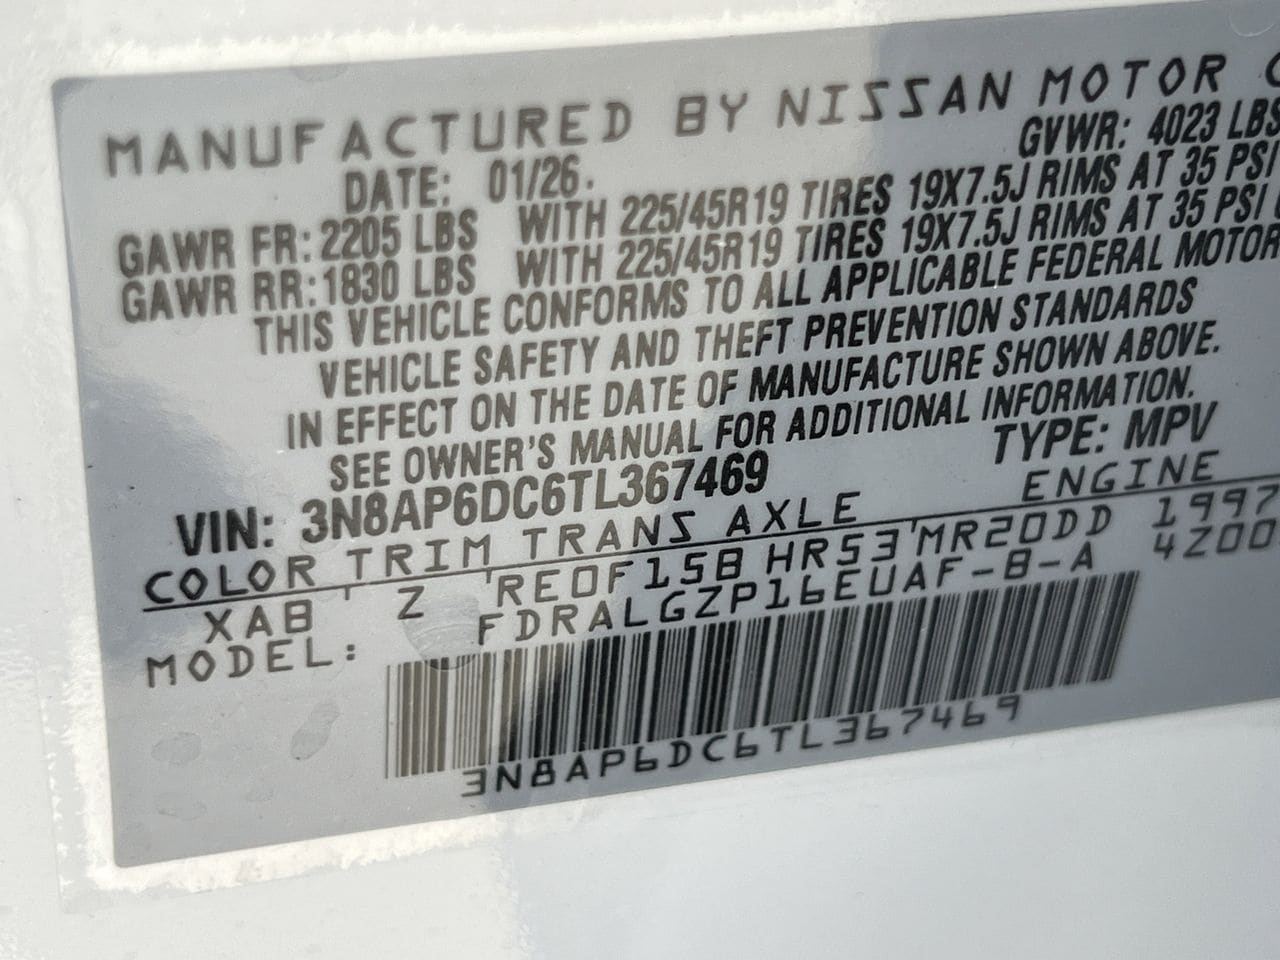 MANUFACTURED BY NISSAN MOTOR C
GVWR: 4023 LBS
DATE: 01/26.
GAWR FR: 2205 LBS WITH 225/45R19 TIRES 19X7.5J RIMS AT 35 PSI
GAWR RR: 1830 LBS WITH 225/45R19 TIRES 19X7.5J RIMS AT 35 PSI
THIS VEHICLE CONFORMS TO ALL APPLICABLE FEDERAL MOTOR
VEHICLE SAFETY AND THEFT PREVENTION STANDARDS
IN EFFECT ON THE DATE OF MANUFACTURE SHOWN ABOVE.
SEE OWNER'S MANUAL FOR ADDITIONAL INFORMATION.
VIN: 3N8AP6DC6TL367469 TYPE: MPV
COLOR TRIM TRANS AXLE ENGINE
XAB Z RE0F15B HR53 MR20DD 1997
MODEL: FDRALGZP16EUAF-B-A 4Z00
3N8AP6DC6TL367469